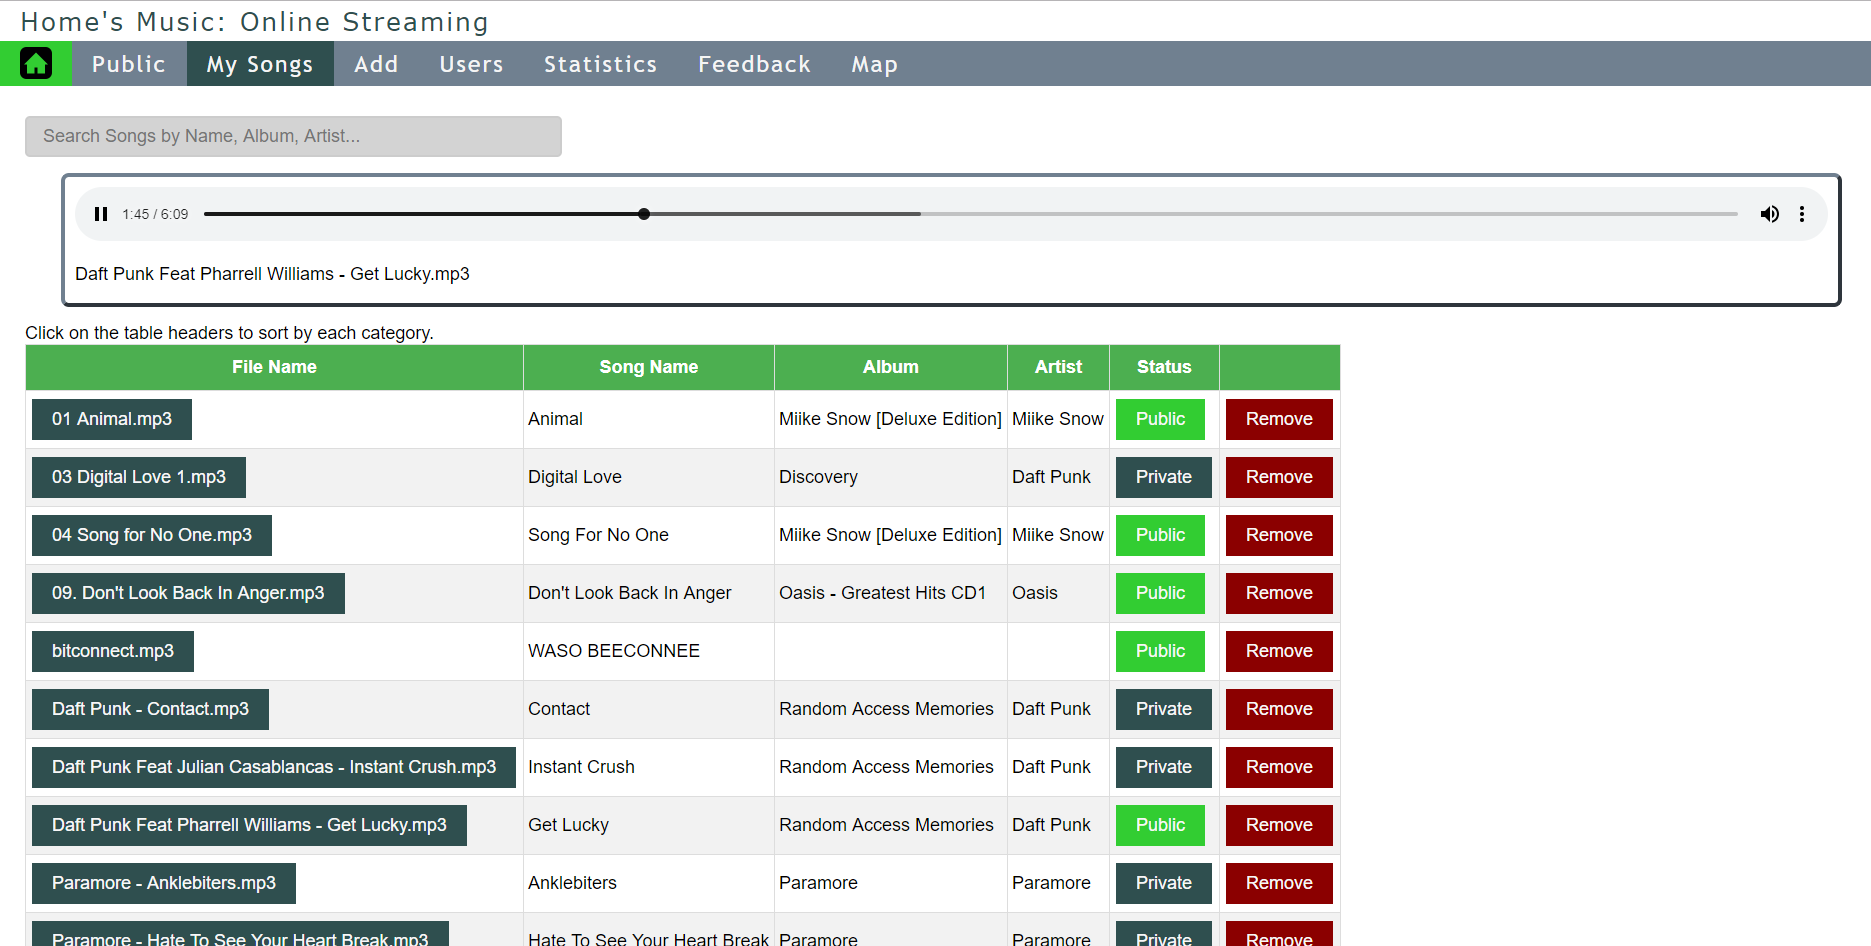 Home's Music: Online Streaming
Public My Songs Add Users Statistics Feedback Map
Search Songs by Name, Album, Artist...
1:45 / 6:09
Daft Punk Feat Pharrell Williams - Get Lucky.mp3
Click on the table headers to sort by each category.
File Name Song Name Album Artist Status
01 Animal.mp3 Animal Miike Snow [Deluxe Edition] Miike Snow Public Remove
03 Digital Love 1.mp3 Digital Love Discovery Daft Punk Private Remove
04 Song for No One.mp3 Song For No One Miike Snow [Deluxe Edition] Miike Snow Public Remove
09. Don't Look Back In Anger.mp3 Don't Look Back In Anger Oasis - Greatest Hits CD1 Oasis Public Remove
bitconnect.mp3 WASO BEECONNEE Public Remove
Daft Punk - Contact.mp3 Contact Random Access Memories Daft Punk Private Remove
Daft Punk Feat Julian Casablancas - Instant Crush.mp3 Instant Crush Random Access Memories Daft Punk Private Remove
Daft Punk Feat Pharrell Williams - Get Lucky.mp3 Get Lucky Random Access Memories Daft Punk Public Remove
Paramore - Anklebiters.mp3 Anklebiters Paramore Paramore Private Remove
Paramore - Hate To See Your Heart Break.mp3 Hate To See Your Heart Break Paramore Paramore Private Remove